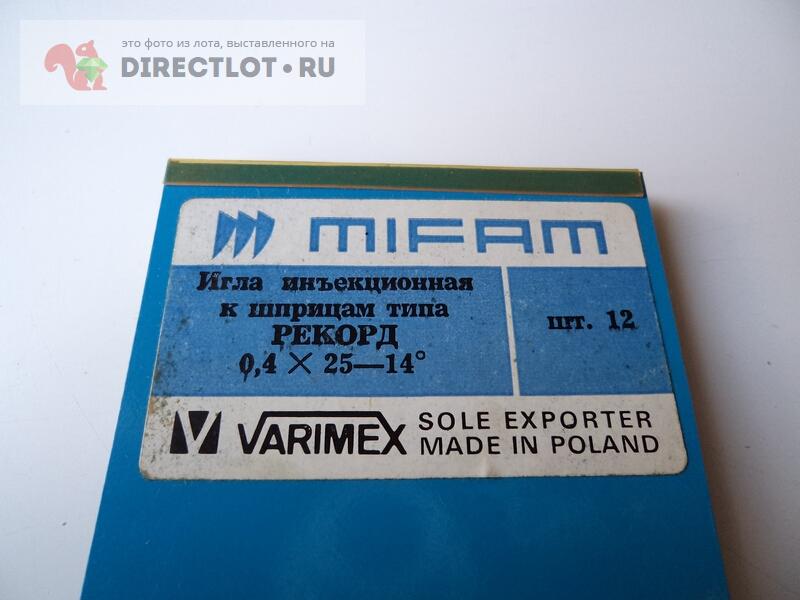 это фото из лота, выставленного на
DIRECTLOT.RU
MIFAM
Игла инъекционная
к шприцам типа
РЕКОРД
0,4 × 25—14°
шт. 12
V VARIMEX
SOLE EXPORTER
MADE IN POLAND